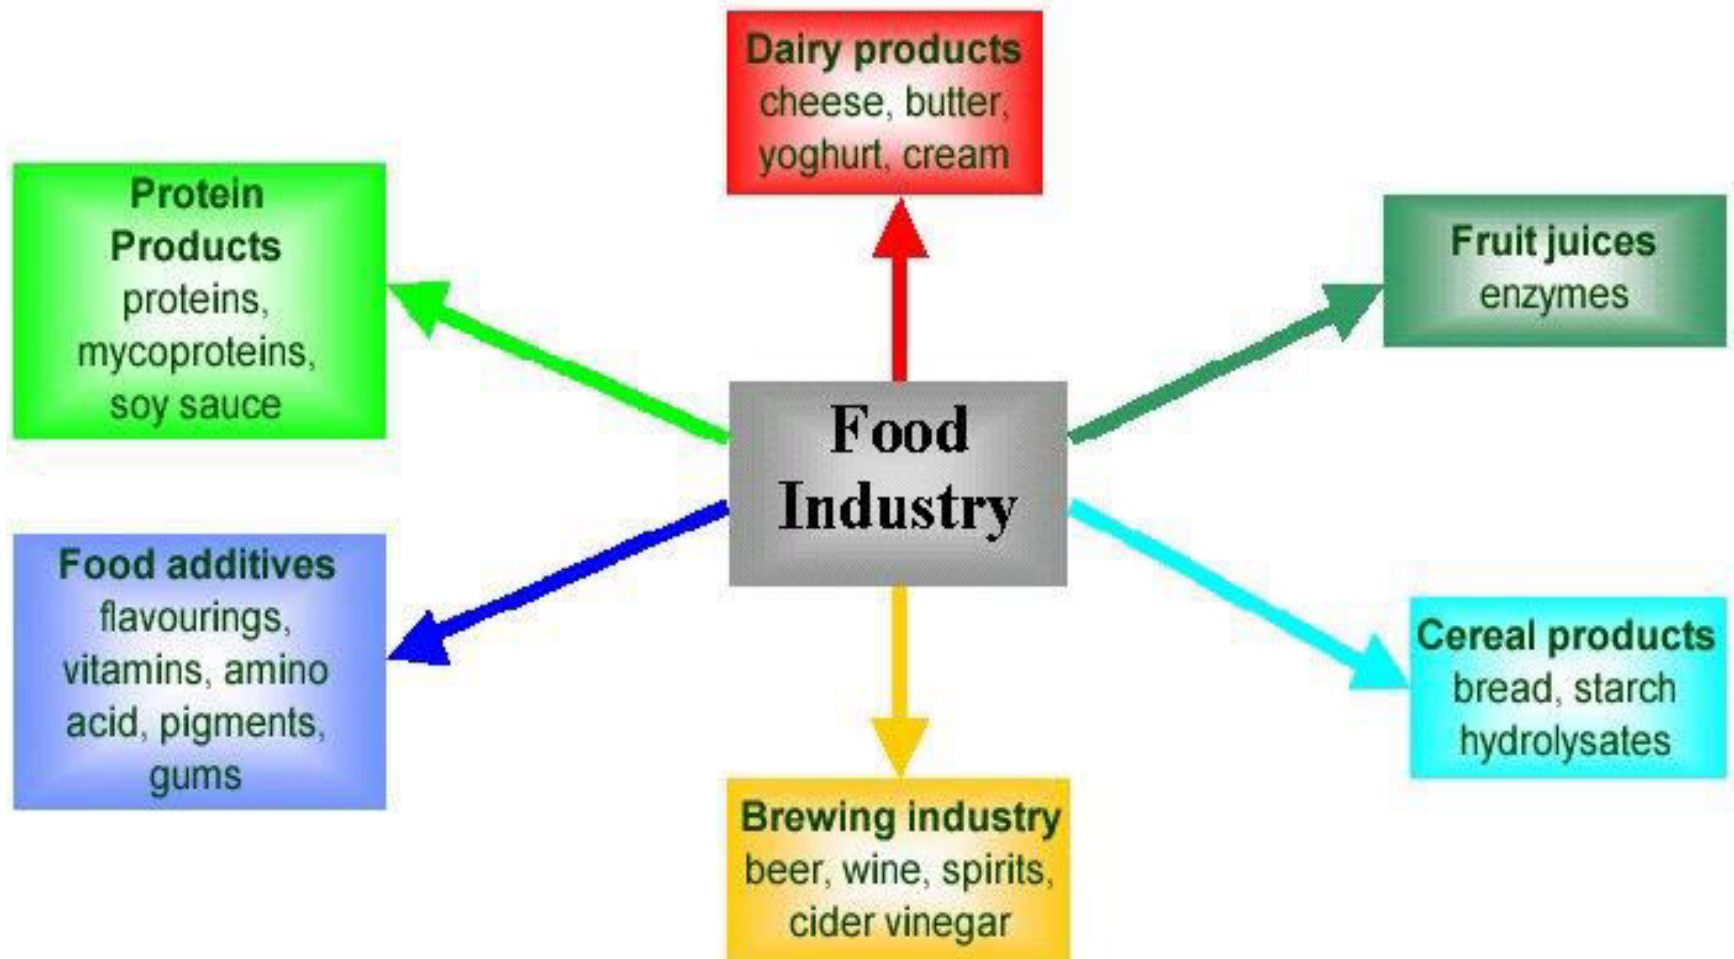 Dairy products
cheese, butter,
yoghurt, cream
Protein
Products
proteins,
mycoproteins,
soy sauce
Fruit juices
enzymes
Food
Industry
Food additives
flavourings,
vitamins, amino
acid, pigments,
gums
Cereal products
bread, starch
hydrolysates
Brewing industry
beer, wine, spirits,
cider vinegar